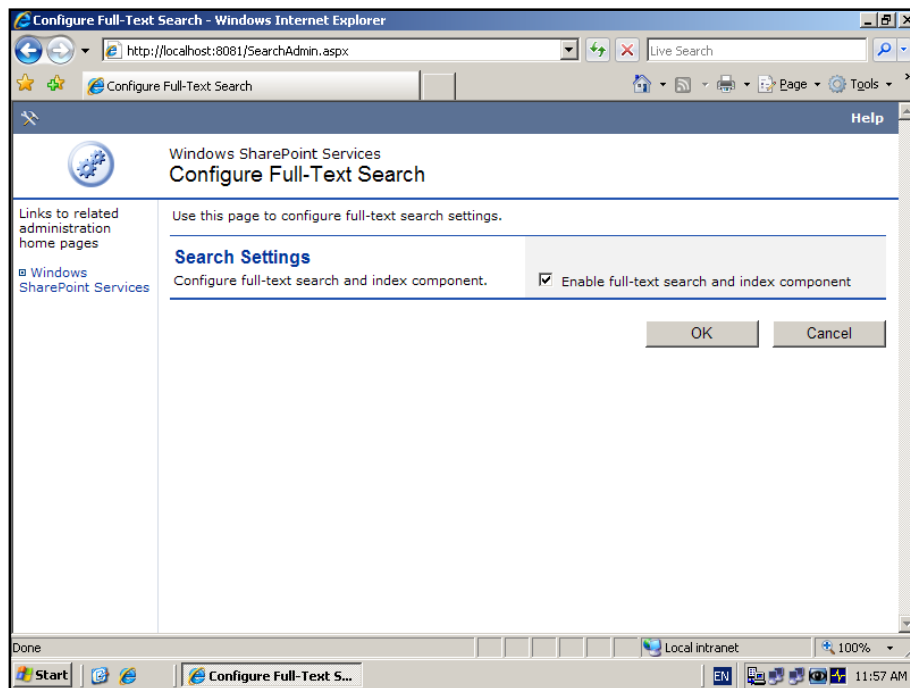 Configure Full-Text Search - Windows Internet Explorer
http://localhost:8081/SearchAdmin.aspx
Live Search
Configure Full-Text Search
Page
Tools
Help
Windows SharePoint Services
Configure Full-Text Search
Links to related
administration
home pages
Windows
SharePoint Services
Use this page to configure full-text search settings.
Search Settings
Configure full-text search and index component.
Enable full-text search and index component
OK
Cancel
Done
Local intranet
100%
Start
Configure Full-Text S...
EN
11:57 AM